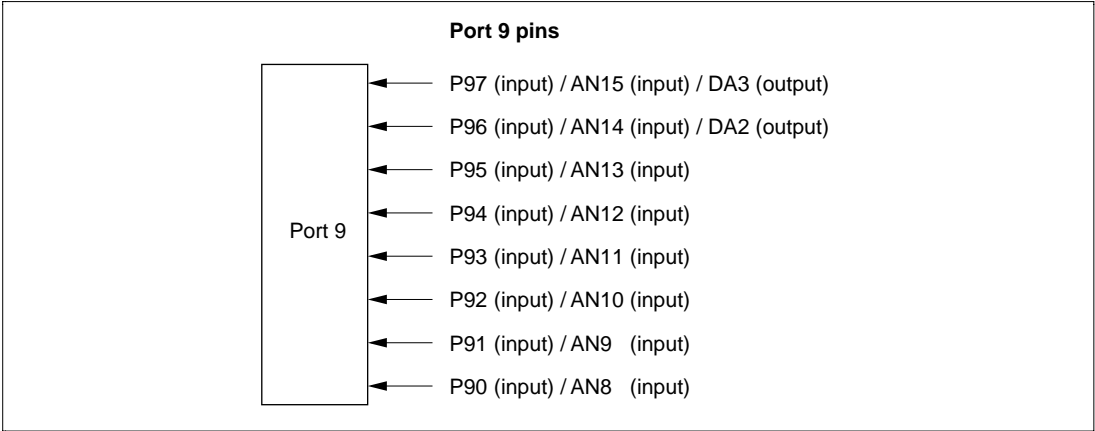 Port 9 pins
P97 (input) / AN15 (input) / DA3 (output)
P96 (input) / AN14 (input) / DA2 (output)
P95 (input) / AN13 (input)
P94 (input) / AN12 (input)
Port 9
P93 (input) / AN11 (input)
P92 (input) / AN10 (input)
P91 (input) / AN9 (input)
P90 (input) / AN8 (input)